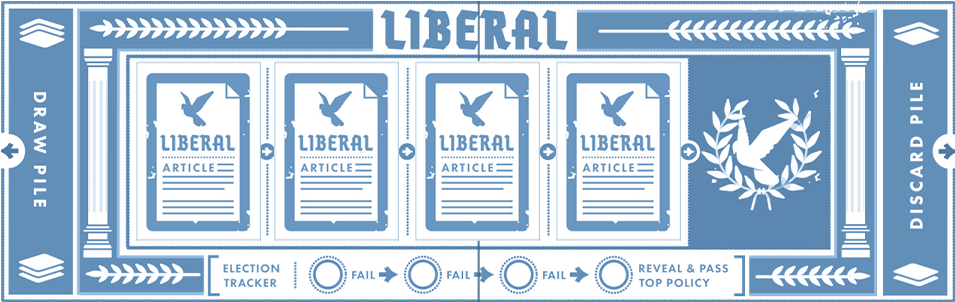 LIBERAL
DRAW PILE
LIBERAL
ARTICLE
LIBERAL
ARTICLE
LIBERAL
ARTICLE
LIBERAL
ARTICLE
DISCARD PILE
ELECTION
TRACKER
FAIL
FAIL
FAIL
REVEAL & PASS
TOP POLICY